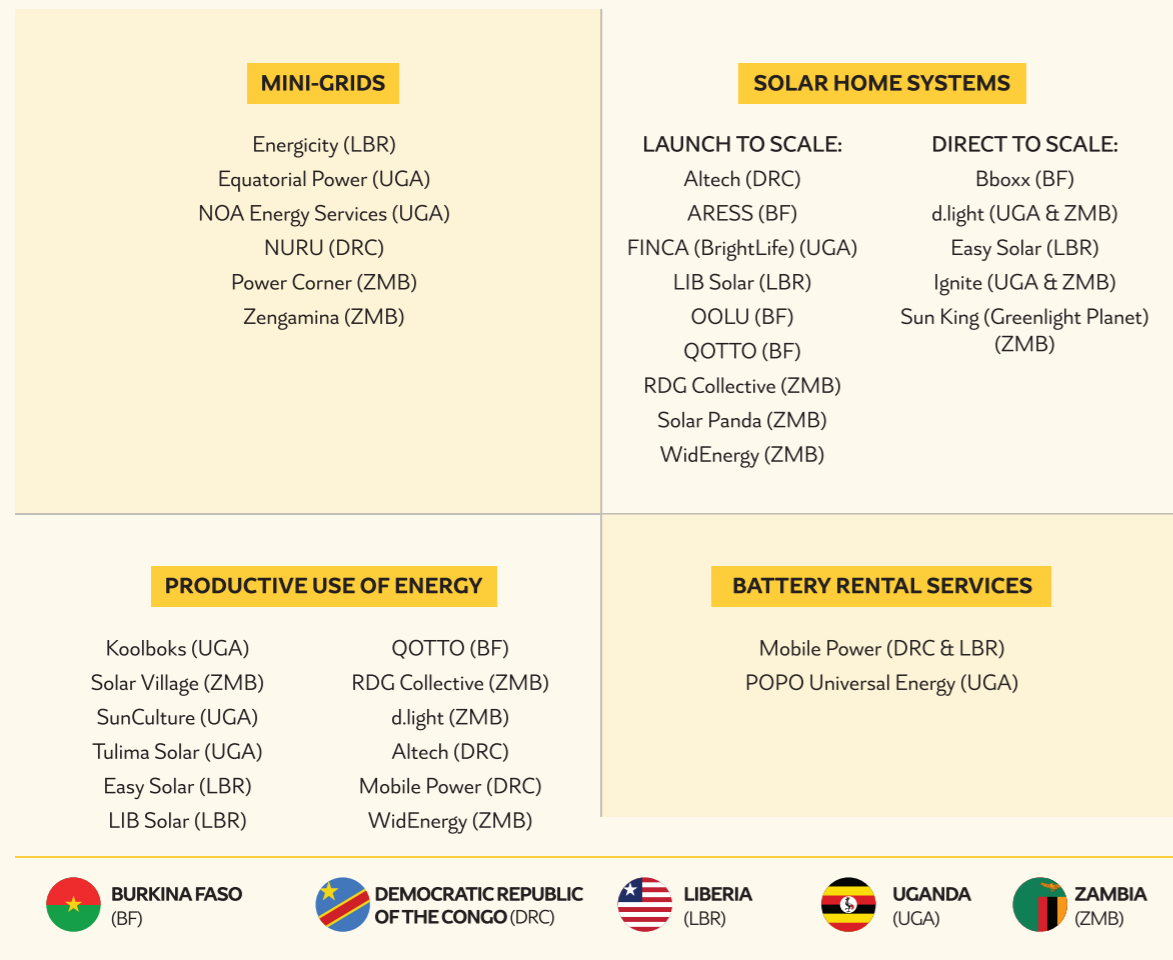 MINI-GRIDS
Energicity (LBR)
Equatorial Power (UGA)
NOA Energy Services (UGA)
NURU (DRC)
Power Corner (ZMB)
Zengamina (ZMB)
SOLAR HOME SYSTEMS
LAUNCH TO SCALE:
Altech (DRC)
ARESS (BF)
FINCA (BrightLife) (UGA)
LIB Solar (LBR)
OOLU (BF)
QOTTO (BF)
RDG Collective (ZMB)
Solar Panda (ZMB)
WidEnergy (ZMB)
DIRECT TO SCALE:
Bboxx (BF)
d.light (UGA & ZMB)
Easy Solar (LBR)
Ignite (UGA & ZMB)
Sun King (Greenlight Planet)
(ZMB)
PRODUCTIVE USE OF ENERGY
Koolboks (UGA)
Solar Village (ZMB)
SunCulture (UGA)
Tulima Solar (UGA)
Easy Solar (LBR)
LIB Solar (LBR)
QOTTO (BF)
RDG Collective (ZMB)
d.light (ZMB)
Altech (DRC)
Mobile Power (DRC)
WidEnergy (ZMB)
BATTERY RENTAL SERVICES
Mobile Power (DRC & LBR)
POPO Universal Energy (UGA)
BURKINA FASO
(BF)
DEMOCRATIC REPUBLIC
OF THE CONGO (DRC)
LIBERIA
(LBR)
UGANDA
(UGA)
ZAMBIA
(ZMB)